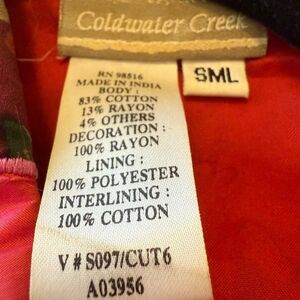 Coldwater Creek
SML
RN 98516
MADE IN INDIA
BODY :
83% COTTON
13% RAYON
4% OTHERS
DECORATION :
100% RAYON
LINING :
100% POLYESTER
INTERLINING :
100% COTTON
V # S097/CUT6
A03956